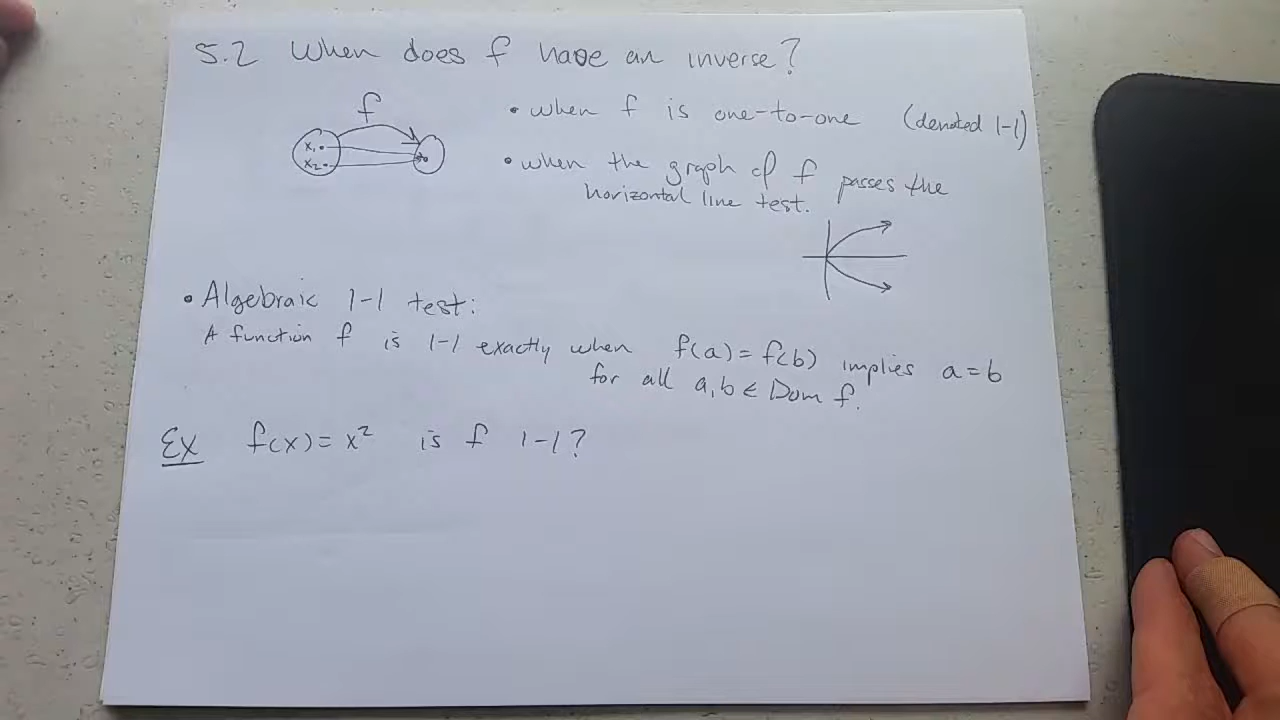 5.2 When does f have an inverse?
f
x₁
x₂
• when f is one-to-one (denoted 1-1)
• when the graph of f passes the
horizontal line test.
• Algebraic 1-1 test:
A function f is 1-1 exactly when f(a) = f(b) implies a = b
for all a, b ∈ Dom f.
Ex f(x) = x² is f 1-1?